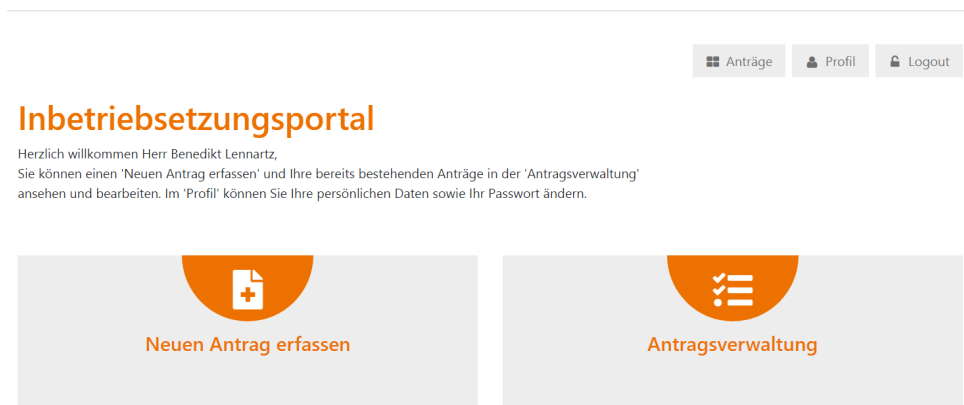 Anträge Profil Logout
Inbetriebsetzungsportal
Herzlich willkommen Herr Benedikt Lennartz,
Sie können einen 'Neuen Antrag erfassen' und Ihre bereits bestehenden Anträge in der 'Antragsverwaltung'
ansehen und bearbeiten. Im 'Profil' können Sie Ihre persönlichen Daten sowie Ihr Passwort ändern.
Neuen Antrag erfassen
Antragsverwaltung